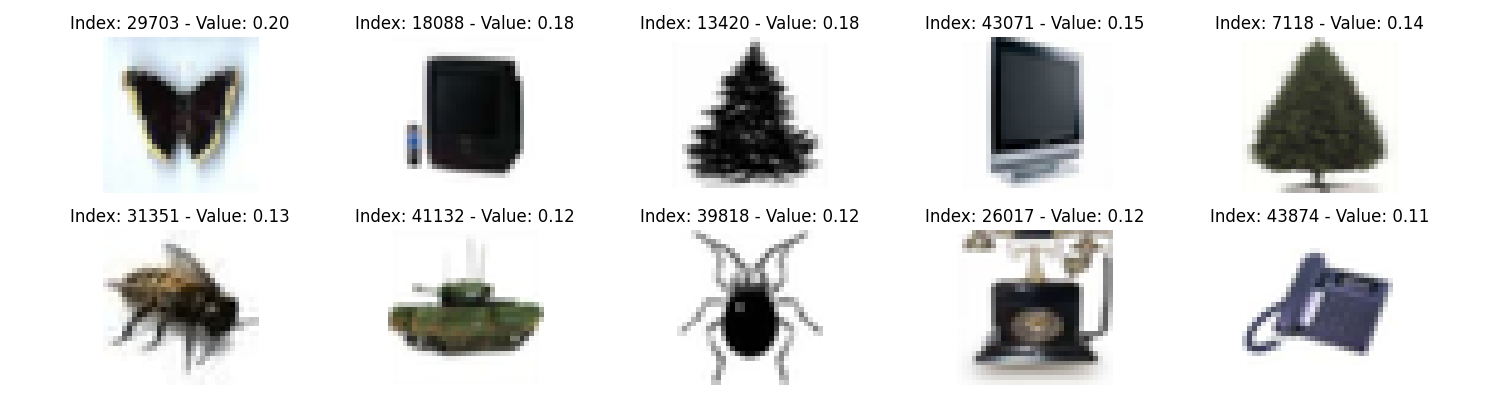 Index: 29703 - Value: 0.20
Index: 18088 - Value: 0.18
Index: 13420 - Value: 0.18
Index: 43071 - Value: 0.15
Index: 7118 - Value: 0.14
Index: 31351 - Value: 0.13
Index: 41132 - Value: 0.12
Index: 39818 - Value: 0.12
Index: 26017 - Value: 0.12
Index: 43874 - Value: 0.11